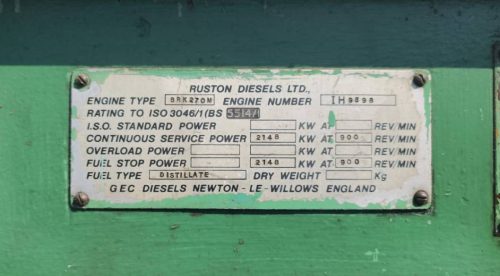 RUSTON DIESELS LTD.,
ENGINE TYPE 8RK270M ENGINE NUMBER IH9898
RATING TO ISO 3046/1(BS 5514/1
I.S.O. STANDARD POWER KW AT REV/MIN
CONTINUOUS SERVICE POWER 2148 KW AT 900 REV/MIN
OVERLOAD POWER KW AT REV/MIN
FUEL STOP POWER 2148 KW AT 900 REV/MIN
FUEL TYPE DISTILLATE DRY WEIGHT Kg
GEC DIESELS NEWTON - LE - WILLOWS ENGLAND